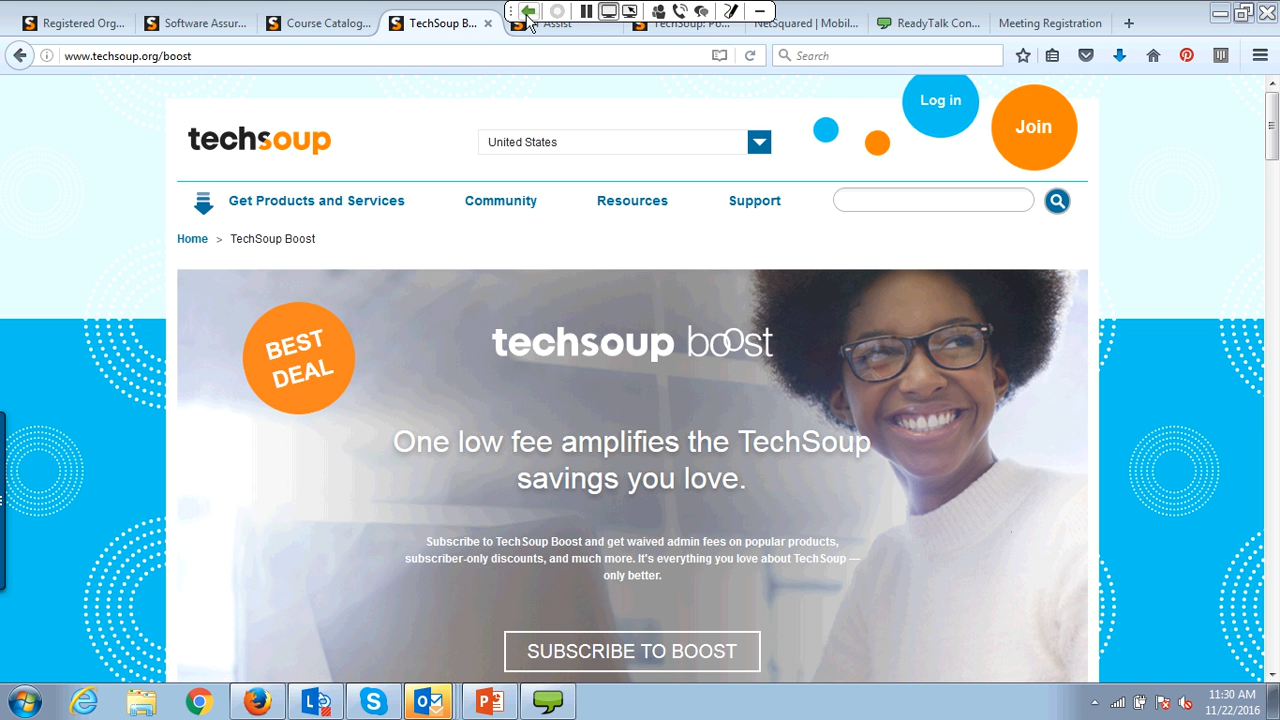 Registered Org...
Software Assur...
Course Catalog...
TechSoup B...
Assist
TechSoup: Po...
NetSquared | Mobil...
ReadyTalk Con...
Meeting Registration
www.techsoup.org/boost
Search
Log in
Join
techsoup
United States
Get Products and Services
Community
Resources
Support
Home > TechSoup Boost
BEST
DEAL
techsoup boost
One low fee amplifies the TechSoup
savings you love.
Subscribe to TechSoup Boost and get waived admin fees on popular products,
subscriber-only discounts, and much more. It's everything you love about TechSoup —
only better.
SUBSCRIBE TO BOOST
11:30 AM
11/22/2016